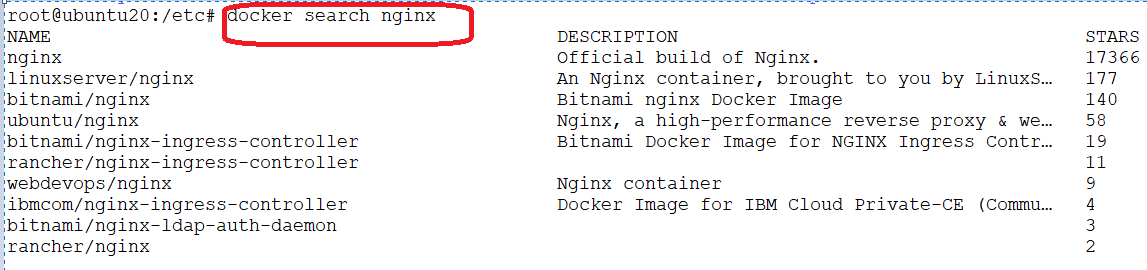 root@ubuntu20:/etc# docker search nginx
NAME DESCRIPTION STARS
nginx Official build of Nginx. 17366
linuxserver/nginx An Nginx container, brought to you by LinuxS… 177
bitnami/nginx Bitnami nginx Docker Image 140
ubuntu/nginx Nginx, a high-performance reverse proxy & we… 58
bitnami/nginx-ingress-controller Bitnami Docker Image for NGINX Ingress Contr… 19
rancher/nginx-ingress-controller 11
webdevops/nginx Nginx container 9
ibmcom/nginx-ingress-controller Docker Image for IBM Cloud Private-CE (Commu… 4
bitnami/nginx-ldap-auth-daemon 3
rancher/nginx 2